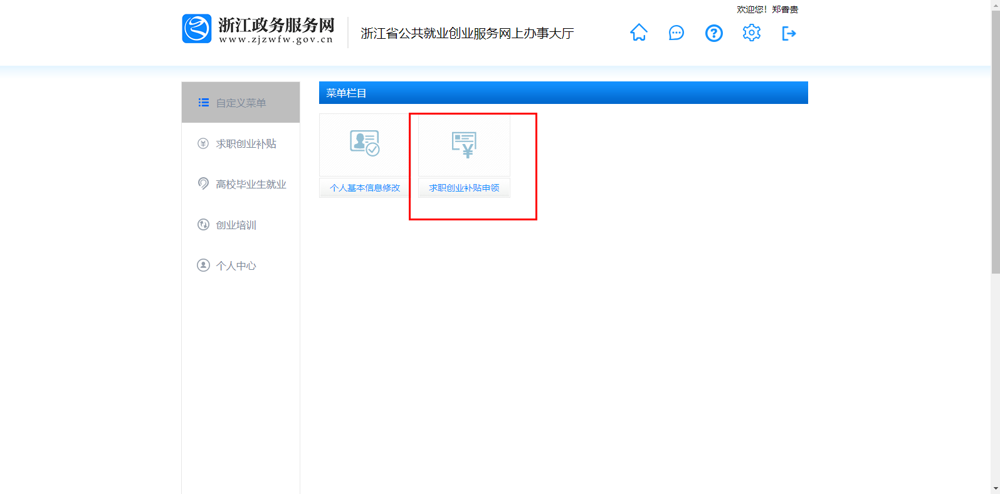 欢迎您！郑香贵
浙江政务服务网
www.zjzwfw.gov.cn
浙江省公共就业创业服务网上办事大厅
自定义菜单
求职创业补贴
高校毕业生就业
创业培训
个人中心
菜单栏目
个人基本信息修改
求职创业补贴申领